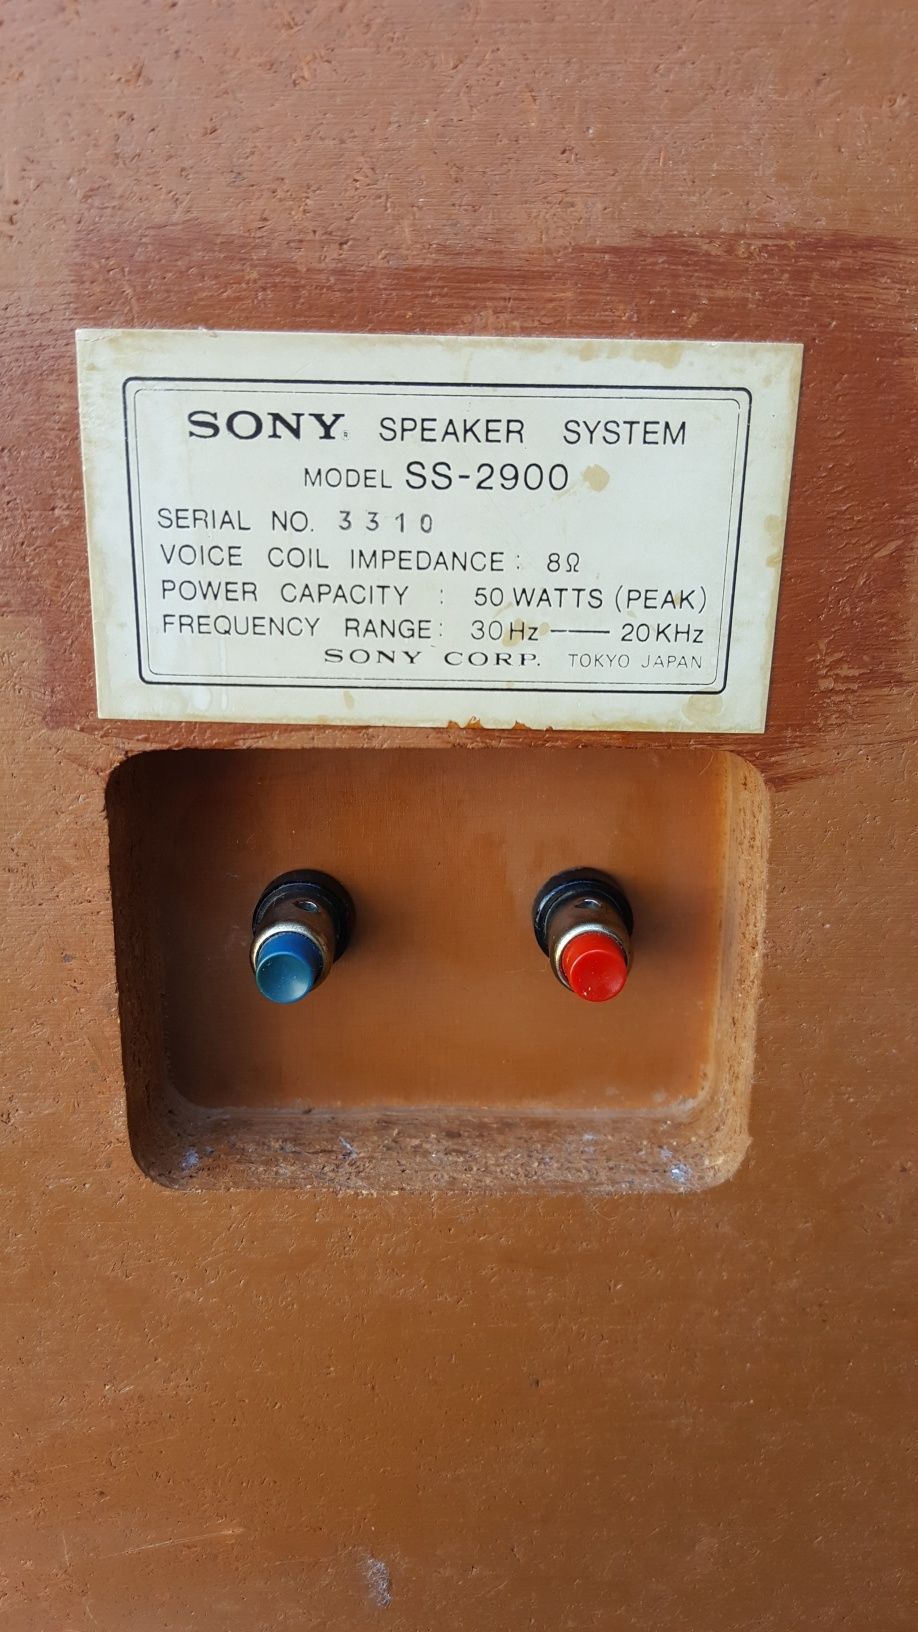 SONY® SPEAKER SYSTEM
MODEL SS-2900
SERIAL NO. 3310
VOICE COIL IMPEDANCE: 8Ω
POWER CAPACITY : 50 WATTS (PEAK)
FREQUENCY RANGE: 30Hz —— 20KHz
SONY CORP. TOKYO JAPAN